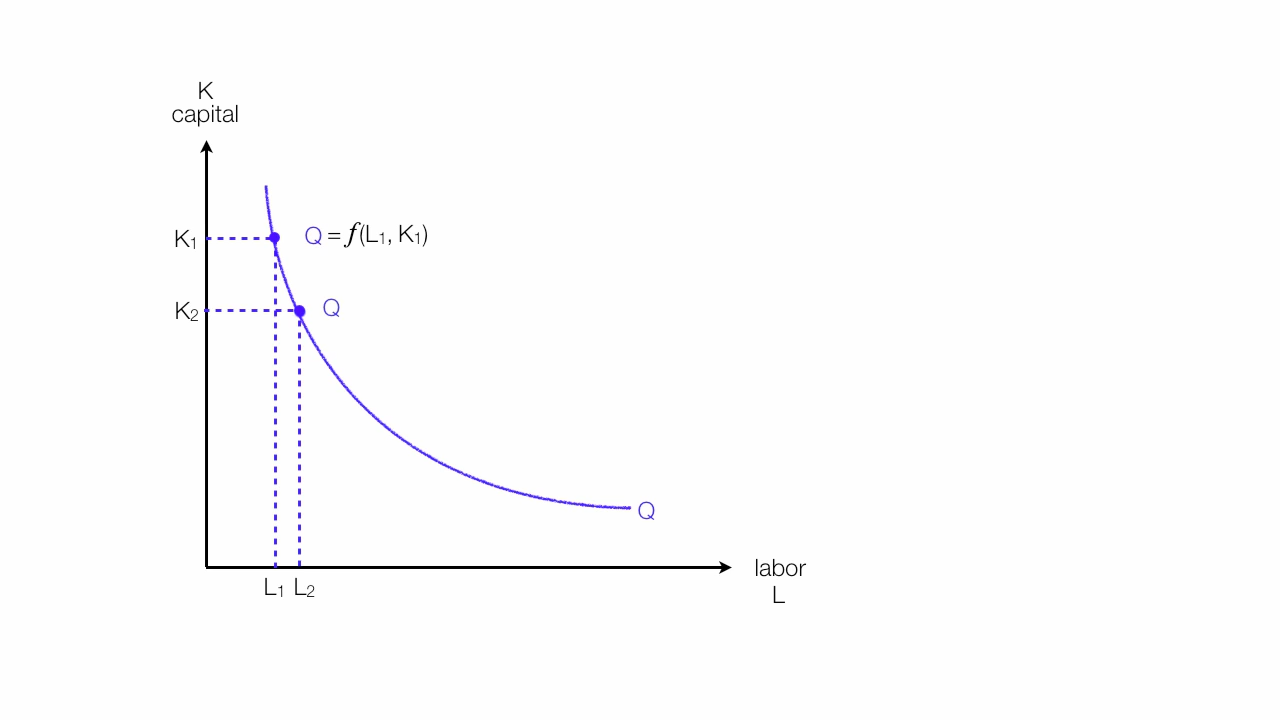 K
capital
K₁
Q = f(L₁, K₁)
K₂
Q
Q
L₁ L₂
labor
L